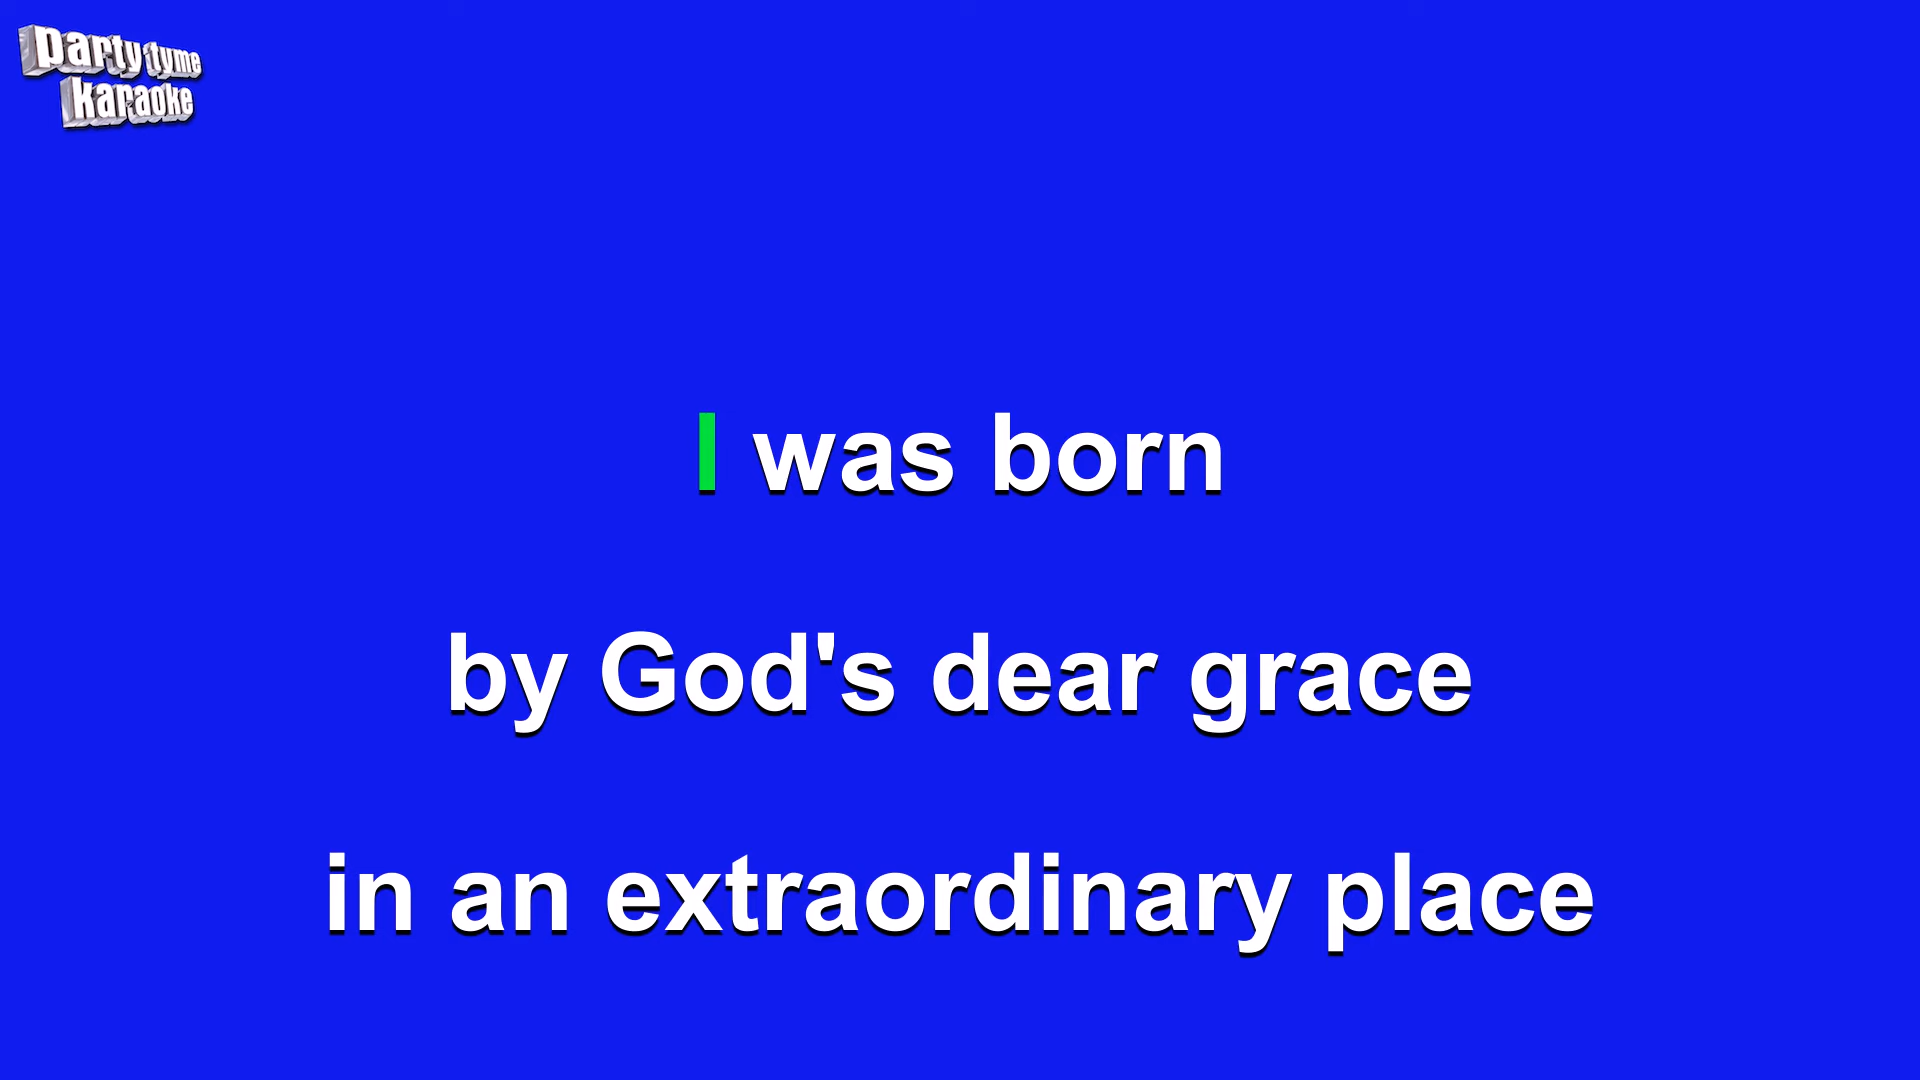 party tyme
karaoke
I was born
by God's dear grace
in an extraordinary place